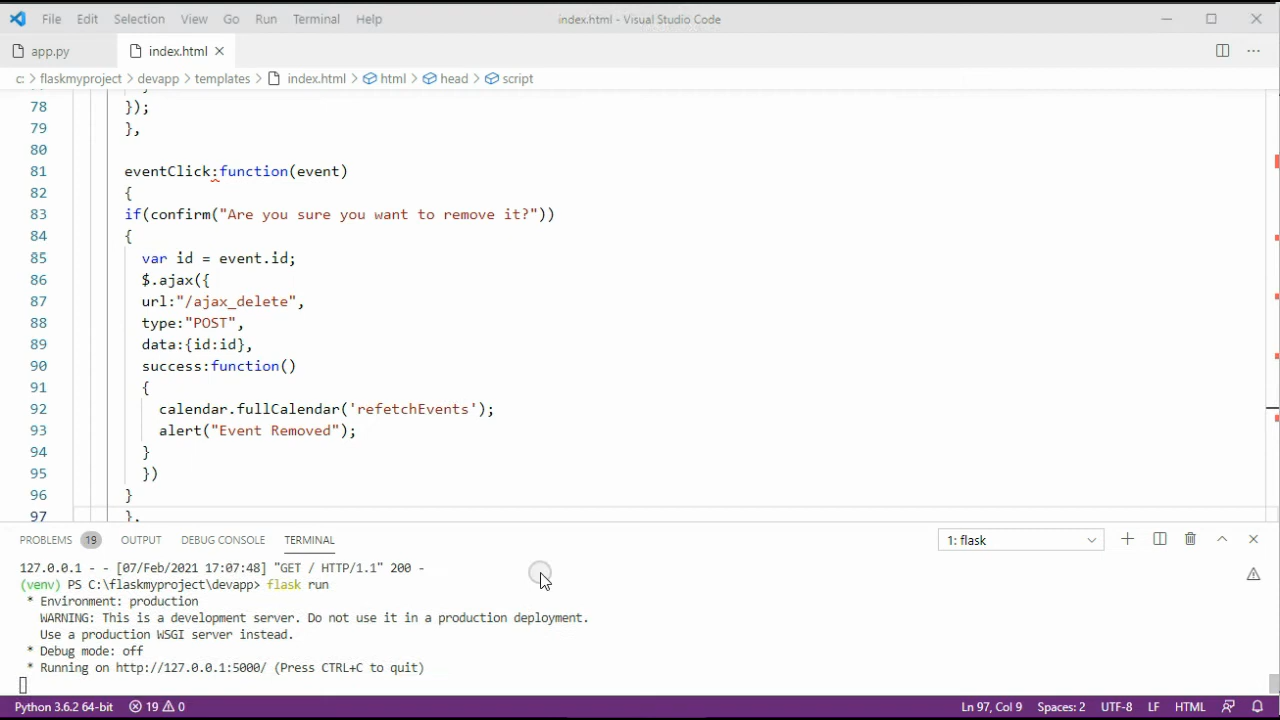 File Edit Selection View Go Run Terminal Help index.html - Visual Studio Code
app.py index.html
c: > flaskmyproject > devapp > templates > index.html > html > head > script
78 });
79 },
80
81 eventClick:function(event)
82 {
83 if(confirm("Are you sure you want to remove it?"))
84 {
85 var id = event.id;
86 $.ajax({
87 url:"/ajax_delete",
88 type:"POST",
89 data:{id:id},
90 success:function()
91 {
92 calendar.fullCalendar('refetchEvents');
93 alert("Event Removed");
94 }
95 })
96 }
97 },
PROBLEMS 19 OUTPUT DEBUG CONSOLE TERMINAL 1: flask
127.0.0.1 - - [07/Feb/2021 17:07:48] "GET / HTTP/1.1" 200 -
(venv) PS C:\flaskmyproject\devapp> flask run
* Environment: production
WARNING: This is a development server. Do not use it in a production deployment.
Use a production WSGI server instead.
* Debug mode: off
* Running on http://127.0.0.1:5000/ (Press CTRL+C to quit)
Python 3.6.2 64-bit 19 0 Ln 97, Col 9 Spaces: 2 UTF-8 LF HTML